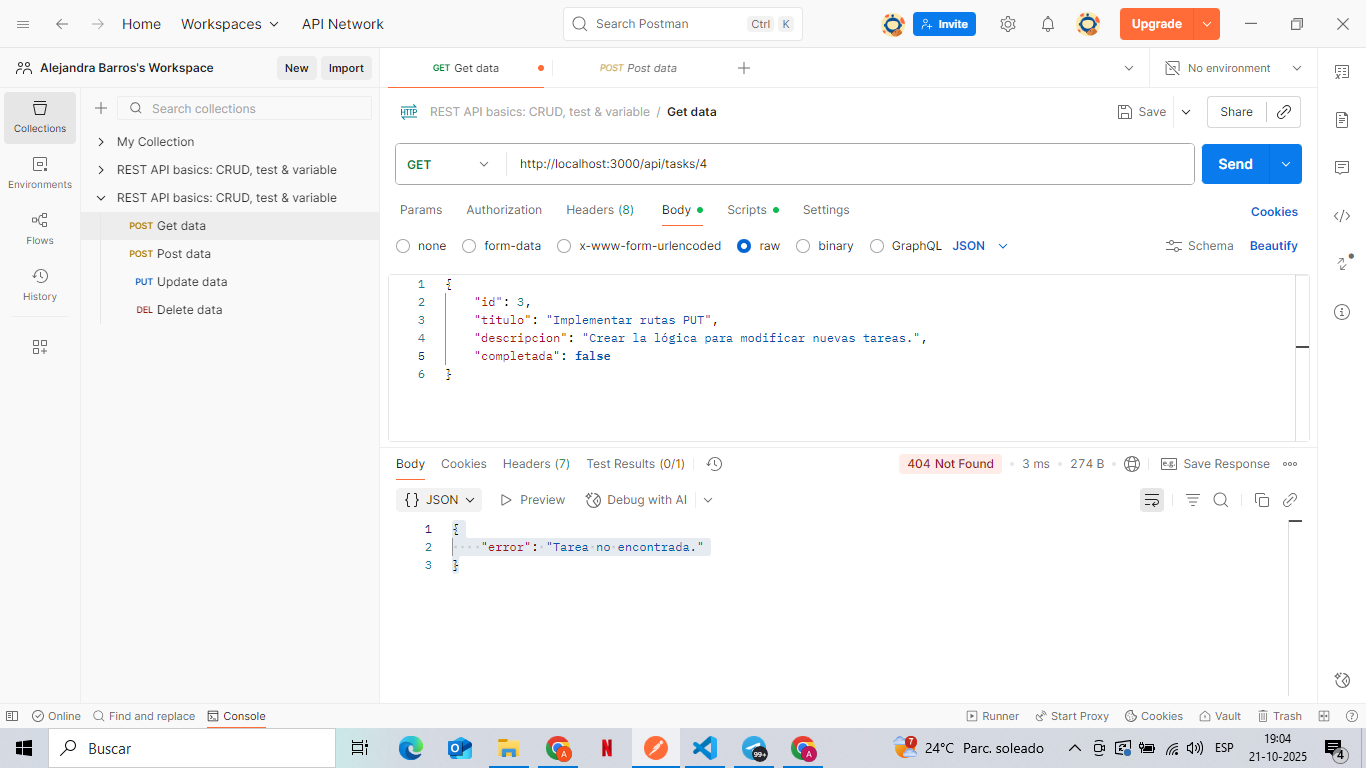 Home Workspaces API Network Search Postman Ctrl K Invite Upgrade
Alejandra Barros's Workspace New Import GET Get data POST Post data No environment
Collections
Search collections
REST API basics: CRUD, test & variable / Get data Save Share
My Collection
REST API basics: CRUD, test & variable
REST API basics: CRUD, test & variable
POST Get data
POST Post data
PUT Update data
DEL Delete data
Environments
Flows
History
GET http://localhost:3000/api/tasks/4 Send
Params Authorization Headers (8) Body Scripts Settings Cookies
none form-data x-www-form-urlencoded raw binary GraphQL JSON Schema Beautify
1 {
2 "id": 3,
3 "titulo": "Implementar rutas PUT",
4 "descripcion": "Crear la lógica para modificar nuevas tareas.",
5 "completada": false
6 }
Body Cookies Headers (7) Test Results (0/1) 404 Not Found 3 ms 274 B e.g. Save Response
{} JSON Preview Debug with AI
1 {
2 "error": "Tarea no encontrada."
3 }
Online Find and replace Console Runner Start Proxy Cookies Vault Trash
Buscar 99+ A 7 24°C Parc. soleado ESP 19:04
21-10-2025 4